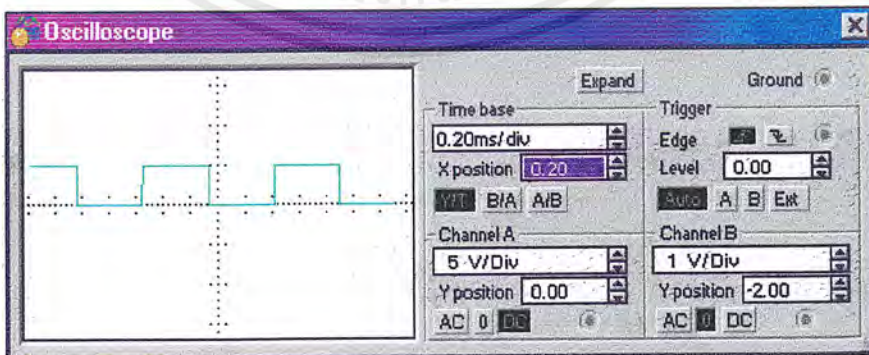 Oscilloscope
Expand
Ground
Time base
0.20ms/div
X position 0.20
Y/T B/A A/B
Trigger
Edge
Level 0.00
Auto A B Ext
Channel A
5 V/Div
Y position 0.00
AC 0 DC
Channel B
1 V/Div
Y position -2.00
AC 0 DC